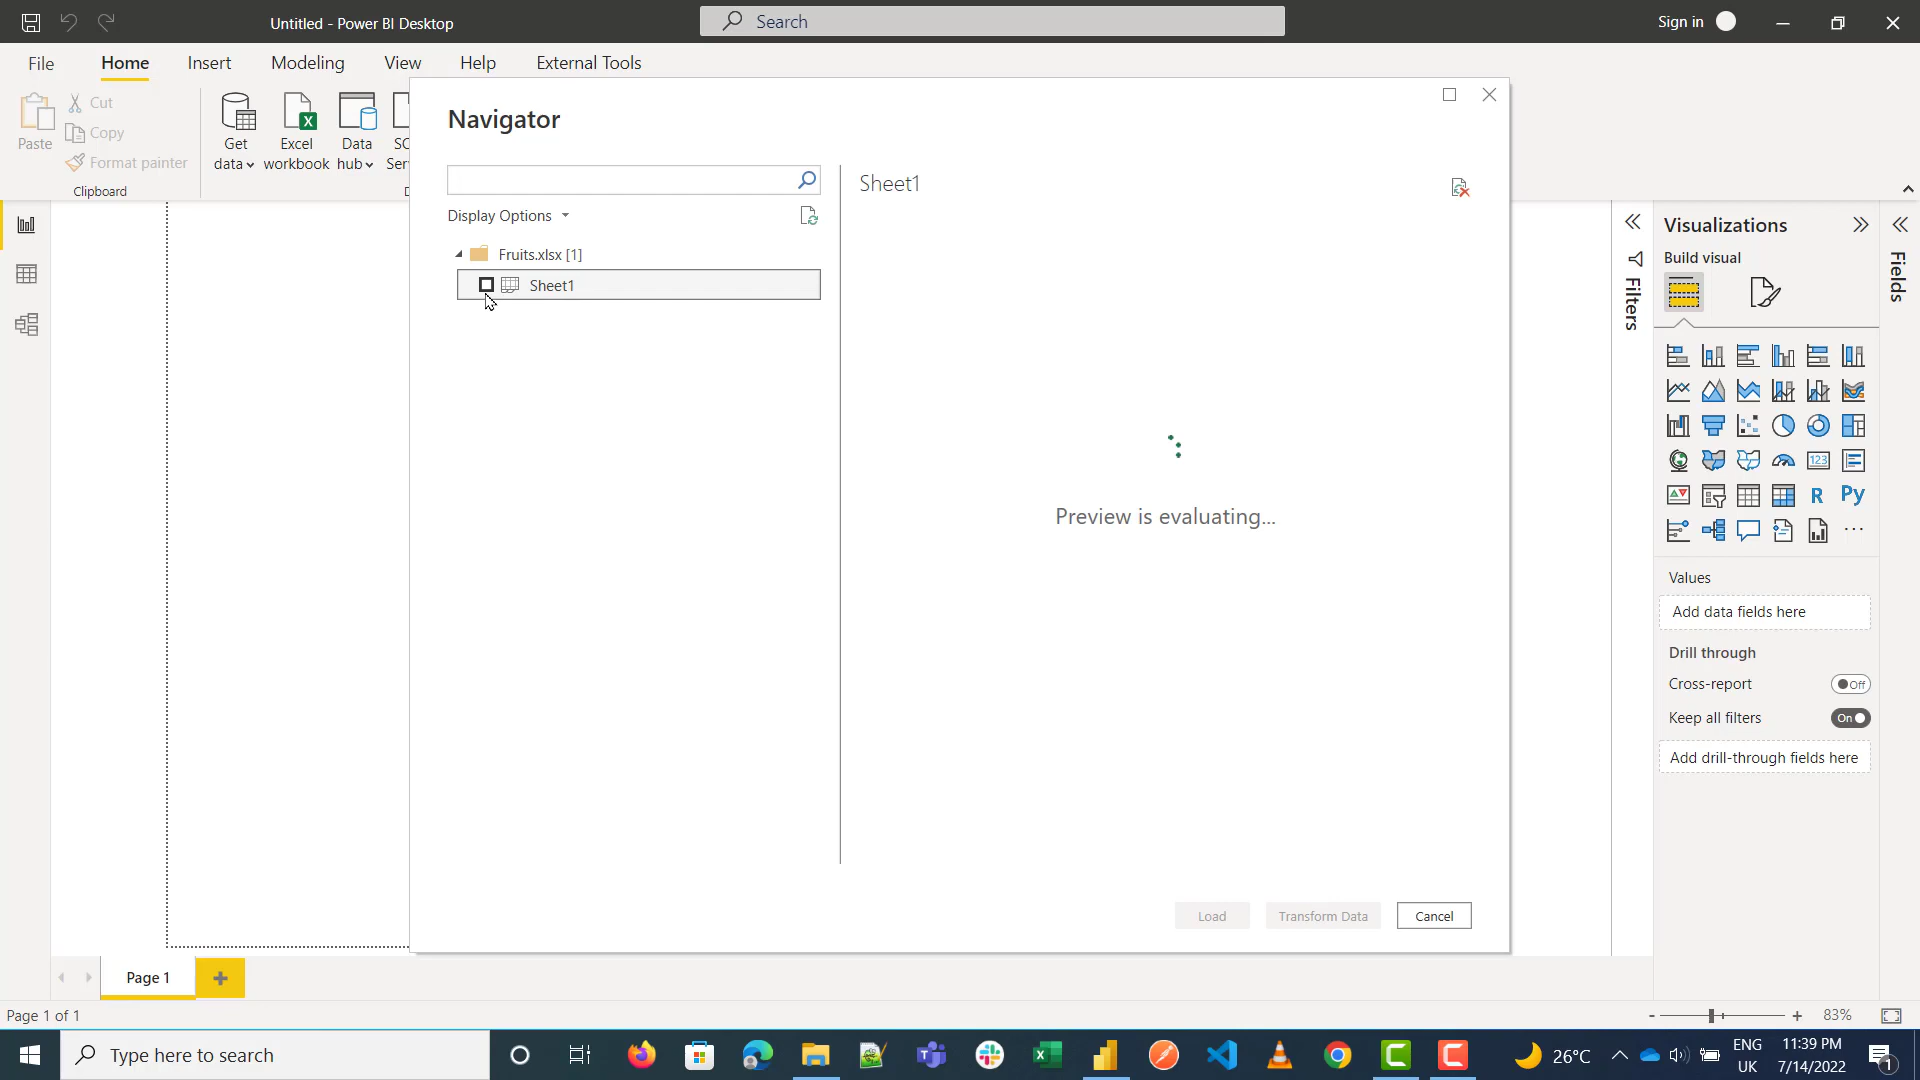 Untitled - Power BI Desktop
Search
Sign in
File
Home
Insert
Modeling
View
Help
External Tools
Navigator
Paste
Cut
Copy
Format painter
Clipboard
Get data
Excel workbook
Data hub
Display Options
Fruits.xlsx [1]
Sheet1
Sheet1
Preview is evaluating...
Load
Transform Data
Cancel
Filters
Visualizations
Build visual
123
R
Py
Values
Add data fields here
Drill through
Cross-report
Off
Keep all filters
On
Add drill-through fields here
Fields
Page 1
Page 1 of 1
83%
Type here to search
26°C
ENG
UK
11:39 PM
7/14/2022
1